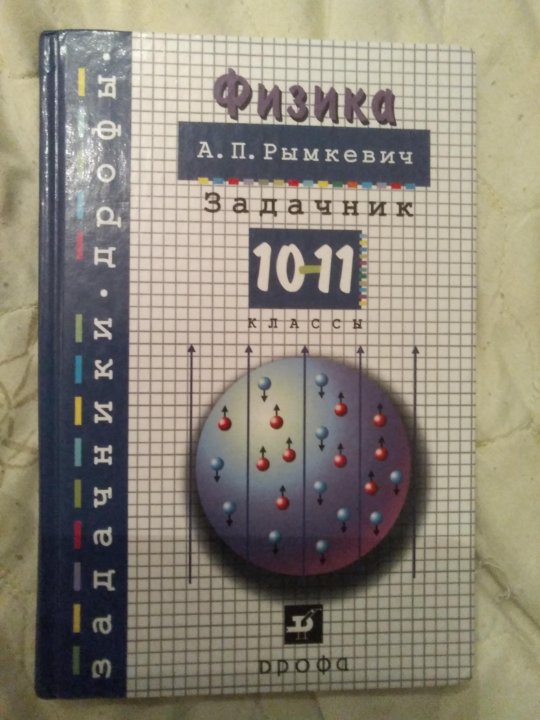 Физика
А.П.Рымкевич
Задачник
10-11
классы
дрофа
задачники·дрофы·